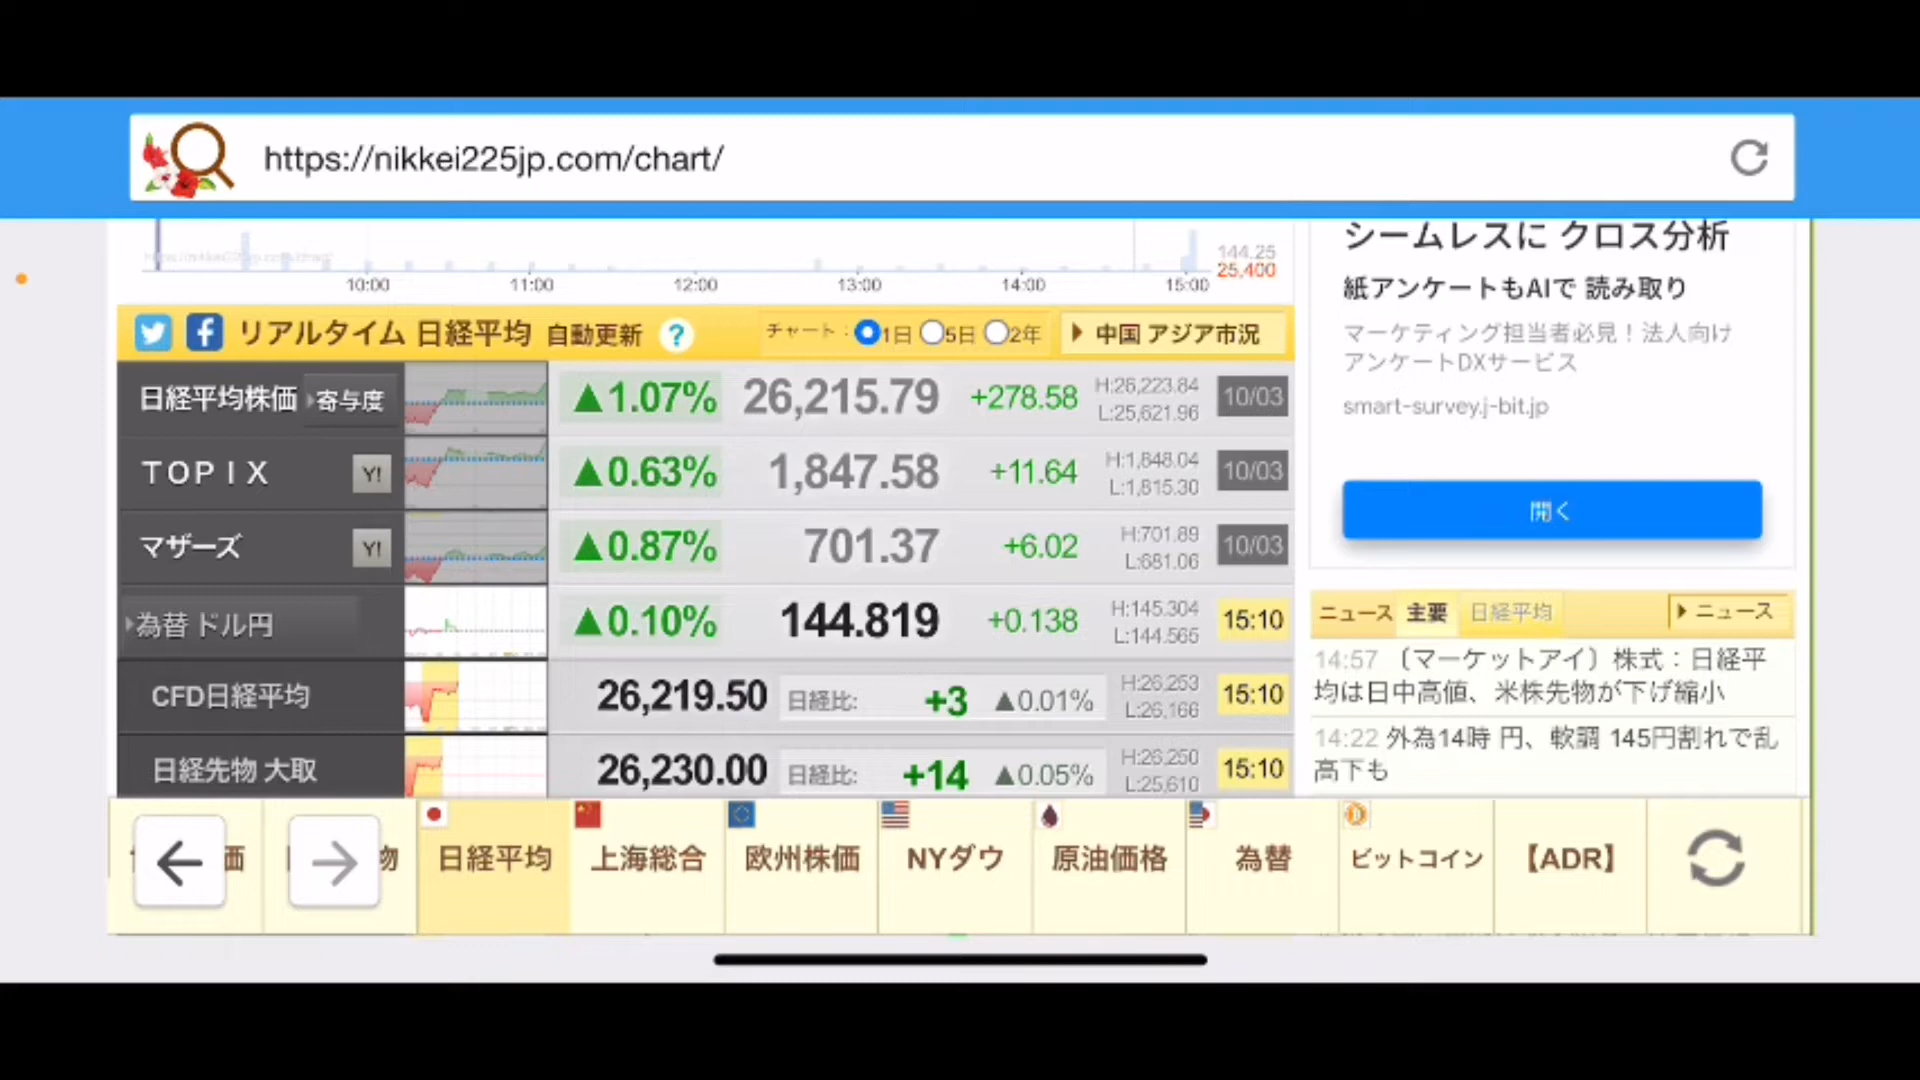 https://nikkei225jp.com/chart/
144.25
25,400
10:00 11:00 12:00 13:00 14:00 15:00
リアルタイム 日経平均 自動更新 ? チャート: 1日 5日 2年 中国 アジア市況
日経平均株価 寄与度 ▲1.07% 26,215.79 +278.58 H:26,223.84 L:25,621.96 10/03
TOPIX Y! ▲0.63% 1,847.58 +11.64 H:1,848.04 L:1,815.30 10/03
マザーズ Y! ▲0.87% 701.37 +6.02 H:701.89 L:681.06 10/03
為替 ドル円 ▲0.10% 144.819 +0.138 H:145.304 L:144.565 15:10
CFD日経平均 26,219.50 日経比: +3 ▲0.01% H:26,253 L:26,166 15:10
日経先物 大取 26,230.00 日経比: +14 ▲0.05% H:26,250 L:25,610 15:10
シームレスに クロス分析
紙アンケートもAIで 読み取り
マーケティング担当者必見!法人向け
アンケートDXサービス
smart-survey.j-bit.jp
開く
ニュース 主要 日経平均 ニュース
14:57 〔マーケットアイ〕株式:日経平
均は日中高値、米株先物が下げ縮小
14:22 外為14時 円、軟調 145円割れで乱
高下も
価 物 日経平均 上海総合 欧州株価 NYダウ 原油価格 為替 ビットコイン 【ADR】